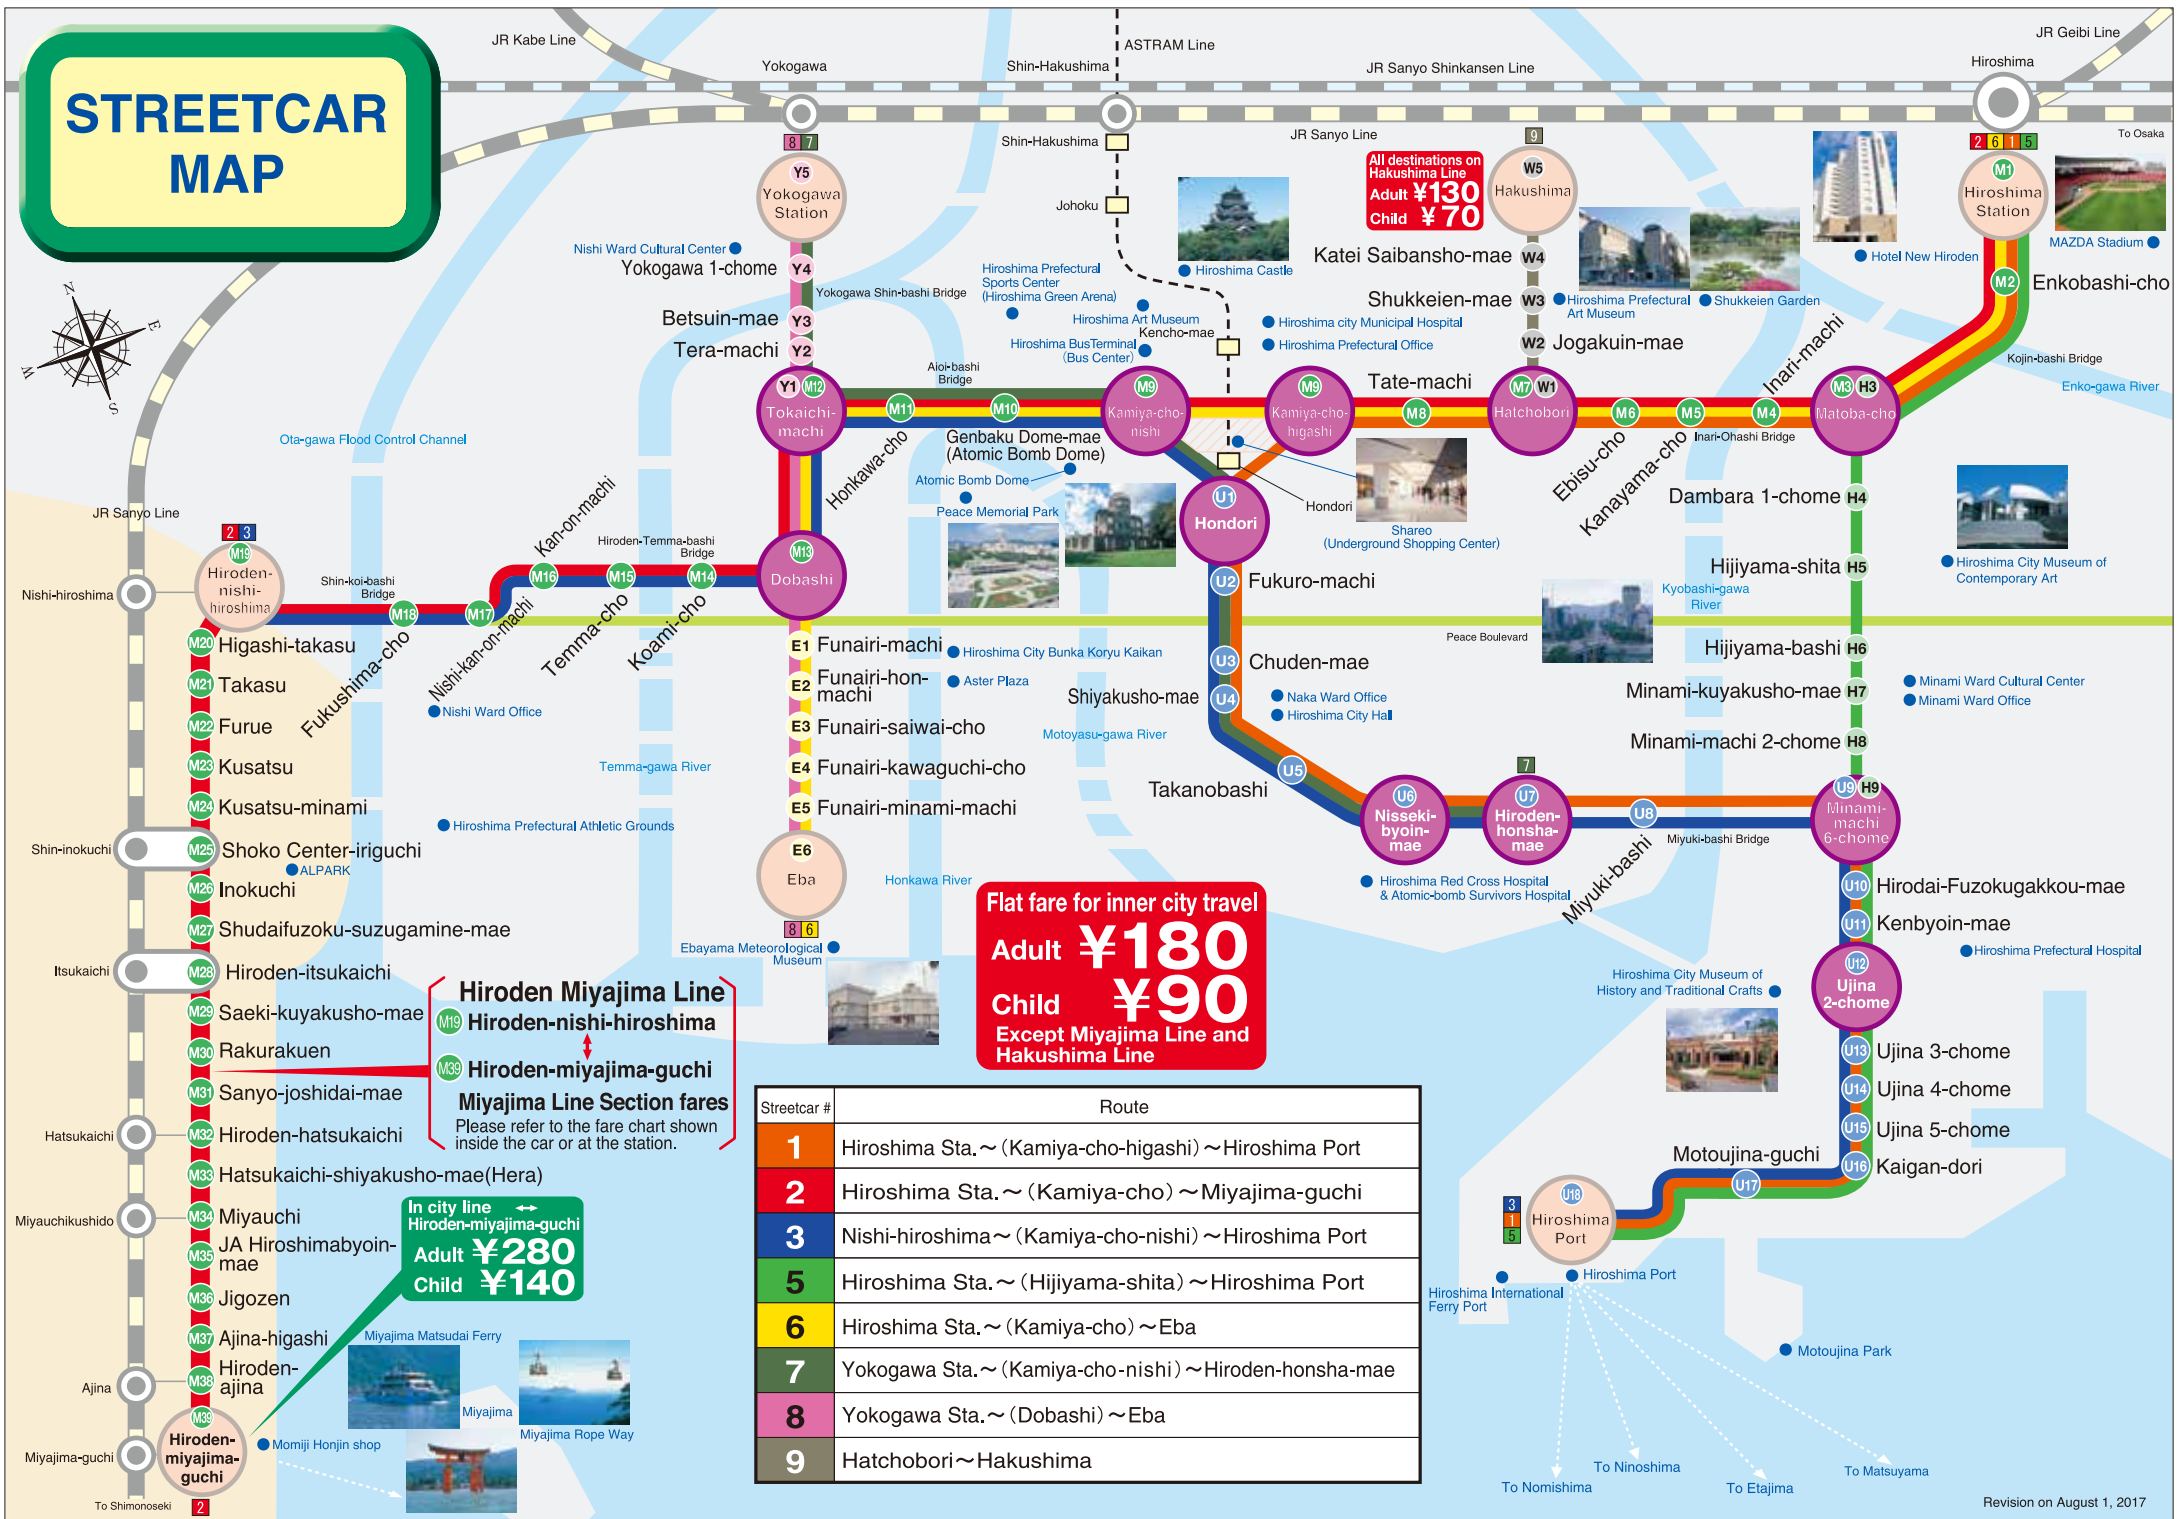 STREETCAR
MAP
JR Kabe Line
ASTRAM Line
JR Geibi Line
Yokogawa
Shin-Hakushima
JR Sanyo Shinkansen Line
Hiroshima
JR Sanyo Line
To Osaka
8 7
9
2 6 1 5
Shin-Hakushima
Johoku
Y5
Yokogawa
Station
All destinations on
Hakushima Line
Adult ¥130
Child ¥70
W5
Hakushima
M1
Hiroshima
Station
Nishi Ward Cultural Center
Yokogawa 1-chome Y4
Yokogawa Shin-bashi Bridge
Betsuin-mae Y3
Tera-machi Y2
Hiroshima Prefectural
Sports Center
(Hiroshima Green Arena)
Hiroshima Castle
Hiroshima Art Museum
Kencho-mae
Hiroshima BusTerminal
(Bus Center)
Hiroshima city Municipal Hospital
Hiroshima Prefectural Office
Katei Saibansho-mae W4
Shukkeien-mae W3
W2 Jogakuin-mae
Hiroshima Prefectural
Art Museum
Shukkeien Garden
Hotel New Hiroden
MAZDA Stadium
M2 Enkobashi-cho
Kojin-bashi Bridge
Enko-gawa River
N
E
W
S
Y1 M12
Tokaichi-
machi
M11
Honkawa-cho
Aioi-bashi
Bridge
M10
Genbaku Dome-mae
(Atomic Bomb Dome)
M9
Kamiya-cho-
nishi
M9
Kamiya-cho-
higashi
Tate-machi
M8
M7 W1
Hatchobori
M6
Ebisu-cho
M5
Kanayama-cho
M4
Inari-machi
Inari-Ohashi Bridge
M3 H3
Matoba-cho
Ota-gawa Flood Control Channel
Atomic Bomb Dome
Peace Memorial Park
U1
Hondori
Hondori
Shareo
(Underground Shopping Center)
Dambara 1-chome H4
Hijiyama-shita H5
Hiroshima City Museum of
Contemporary Art
Kyobashi-gawa
River
Peace Boulevard
Hijiyama-bashi H6
Minami-kuyakusho-mae H7
Minami-machi 2-chome H8
Minami Ward Cultural Center
Minami Ward Office
JR Sanyo Line
2 3
M19
Hiroden-
nishi-
hiroshima
Nishi-hiroshima
Shin-koi-bashi
Bridge
M18
Fukushima-cho
M17
Nishi-kan-on-machi
M16
Kan-on-machi
M15
Temma-cho
Hiroden-Temma-bashi
Bridge
M14
Koami-cho
M13
Dobashi
U2 Fukuro-machi
U3 Chuden-mae
Shiyakusho-mae U4
Naka Ward Office
Hiroshima City Hall
Motoyasu-gawa River
Takanobashi
U5
U6
Nisseki-
byoin-
mae
7
U7
Hiroden-
honsha-
mae
U8
Miyuki-bashi
Miyuki-bashi Bridge
U9 H9
Minami-
machi
6-chome
Hiroshima Red Cross Hospital
& Atomic-bomb Survivors Hospital
E1 Funairi-machi
Hiroshima City Bunka Koryu Kaikan
E2 Funairi-hon-
machi
Aster Plaza
E3 Funairi-saiwai-cho
E4 Funairi-kawaguchi-cho
E5 Funairi-minami-machi
E6
Eba
8 6
Nishi Ward Office
Temma-gawa River
Hiroshima Prefectural Athletic Grounds
Honkawa River
Ebayama Meteorological
Museum
M20 Higashi-takasu
M21 Takasu
M22 Furue
M23 Kusatsu
M24 Kusatsu-minami
Shin-inokuchi
M25 Shoko Center-iriguchi
ALPARK
M26 Inokuchi
M27 Shudaifuzoku-suzugamine-mae
Itsukaichi
M28 Hiroden-itsukaichi
M29 Saeki-kuyakusho-mae
M30 Rakurakuen
M31 Sanyo-joshidai-mae
Hatsukaichi
M32 Hiroden-hatsukaichi
M33 Hatsukaichi-shiyakusho-mae(Hera)
Miyauchikushido
M34 Miyauchi
M35 JA Hiroshimabyoin-
mae
M36 Jigozen
M37 Ajina-higashi
Ajina
M38 Hiroden-
ajina
M39
Hiroden-
miyajima-
guchi
Miyajima-guchi
To Shimonoseki
2
Hiroden Miyajima Line
M19 Hiroden-nishi-hiroshima
M39 Hiroden-miyajima-guchi
Miyajima Line Section fares
Please refer to the fare chart shown
inside the car or at the station.
In city line ↔
Hiroden-miyajima-guchi
Adult ¥280
Child ¥140
Miyajima Matsudai Ferry
Miyajima
Miyajima Rope Way
Momiji Honjin shop
Flat fare for inner city travel
Adult ¥180
Child ¥90
Except Miyajima Line and
Hakushima Line
Streetcar # Route
1 Hiroshima Sta.～(Kamiya-cho-higashi)～Hiroshima Port
2 Hiroshima Sta.～(Kamiya-cho)～Miyajima-guchi
3 Nishi-hiroshima～(Kamiya-cho-nishi)～Hiroshima Port
5 Hiroshima Sta.～(Hijiyama-shita)～Hiroshima Port
6 Hiroshima Sta.～(Kamiya-cho)～Eba
7 Yokogawa Sta.～(Kamiya-cho-nishi)～Hiroden-honsha-mae
8 Yokogawa Sta.～(Dobashi)～Eba
9 Hatchobori～Hakushima
U10 Hirodai-Fuzokugakkou-mae
U11 Kenbyoin-mae
Hiroshima Prefectural Hospital
U12
Ujina
2-chome
Hiroshima City Museum of
History and Traditional Crafts
U13 Ujina 3-chome
U14 Ujina 4-chome
U15 Ujina 5-chome
U16 Kaigan-dori
Motoujina-guchi
U17
3
1
5
U18
Hiroshima
Port
Hiroshima International
Ferry Port
Hiroshima Port
Motoujina Park
To Nomishima
To Ninoshima
To Etajima
To Matsuyama
Revision on August 1, 2017